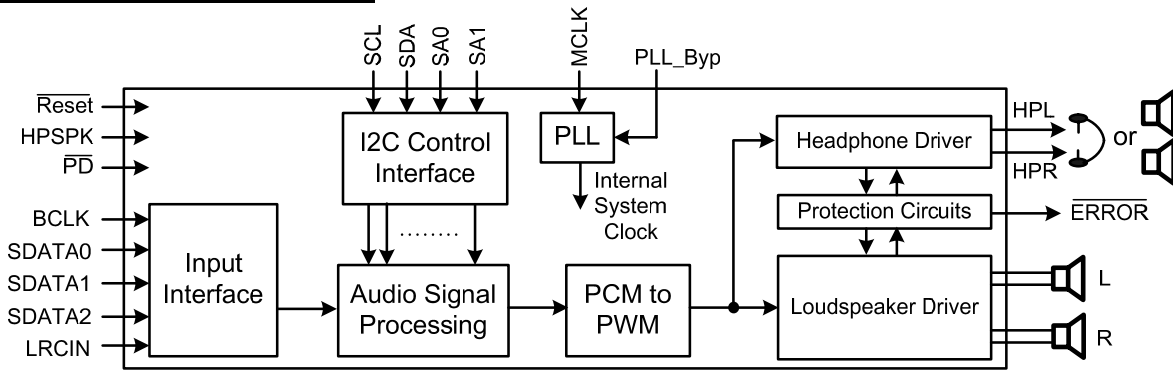 SCL
SDA
SA0
SA1
MCLK
PLL_Byp
Reset
HPSPK
PD
BCLK
SDATA0
SDATA1
SDATA2
LRCIN
Input
Interface
I2C Control
Interface
........
Audio Signal
Processing
PLL
Internal
System
Clock
PCM to
PWM
Headphone Driver
Protection Circuits
Loudspeaker Driver
HPL
HPR
or
ERROR
L
R